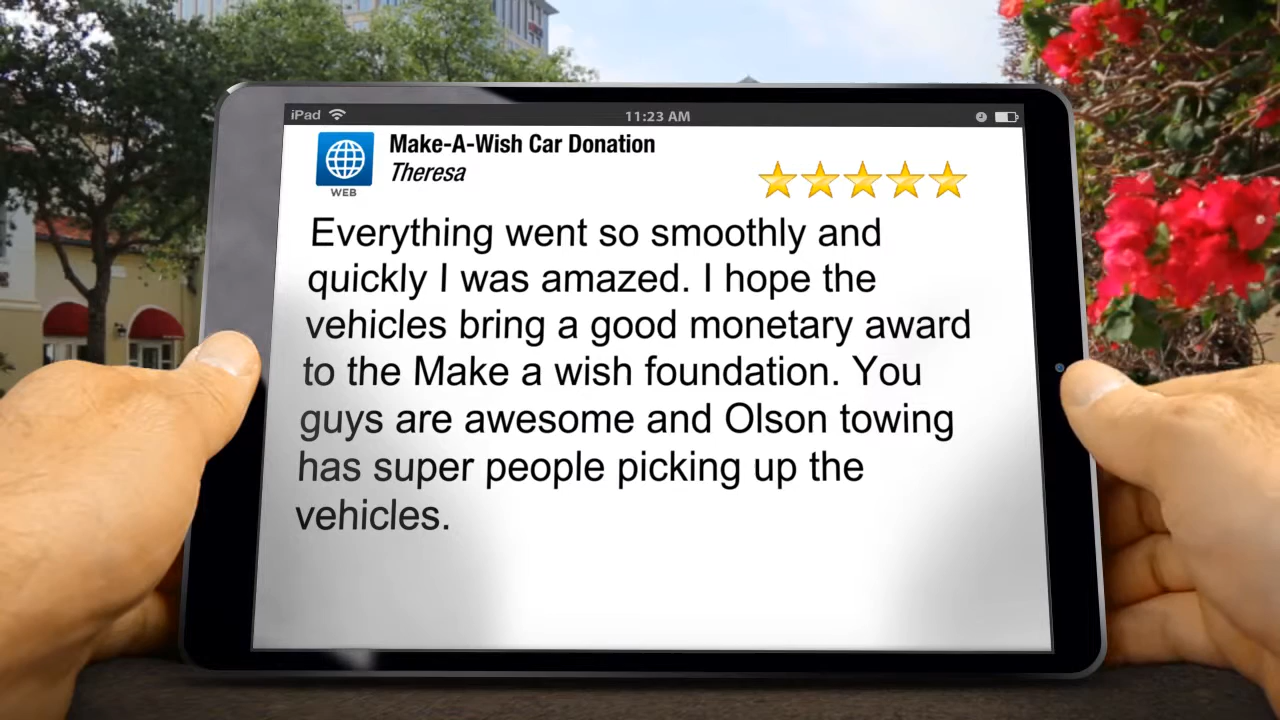 iPad 11:23 AM
Make-A-Wish Car Donation
Theresa
WEB
Everything went so smoothly and
quickly I was amazed. I hope the
vehicles bring a good monetary award
to the Make a wish foundation. You
guys are awesome and Olson towing
has super people picking up the
vehicles.